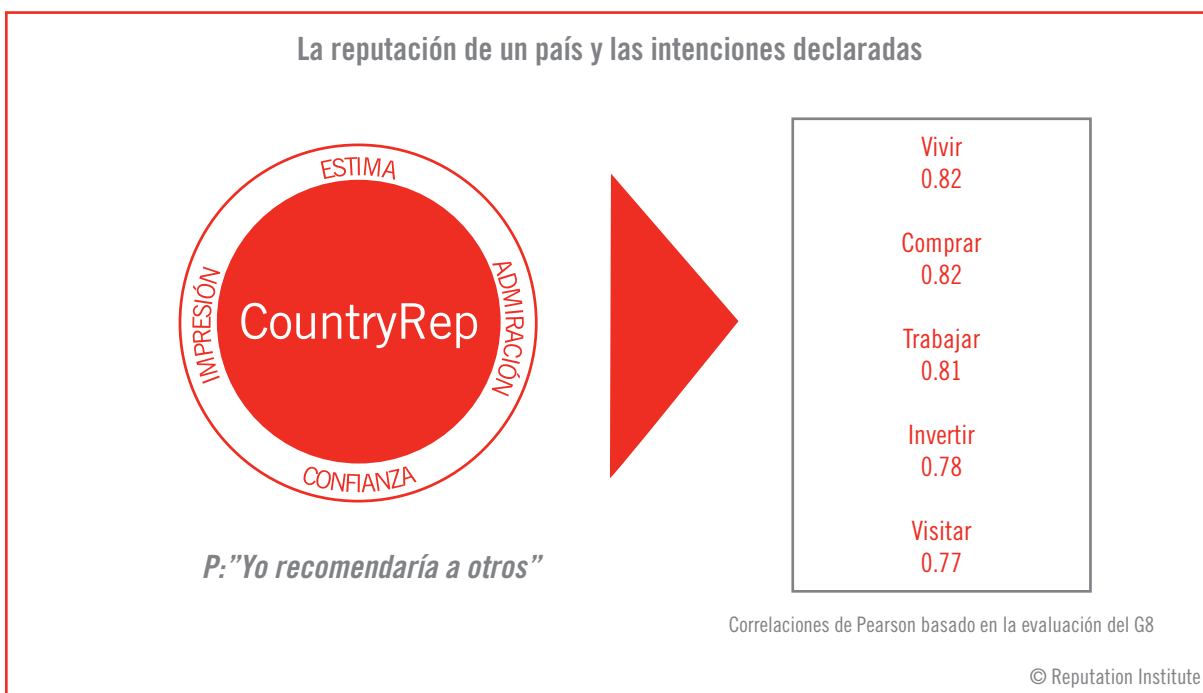 La reputación de un país y las intenciones declaradas
ESTIMA
IMPRESIÓN
CountryRep
ADMIRACIÓN
CONFIANZA
P:”Yo recomendaría a otros”
Vivir
0.82
Comprar
0.82
Trabajar
0.81
Invertir
0.78
Visitar
0.77
Correlaciones de Pearson basado en la evaluación del G8
© Reputation Institute